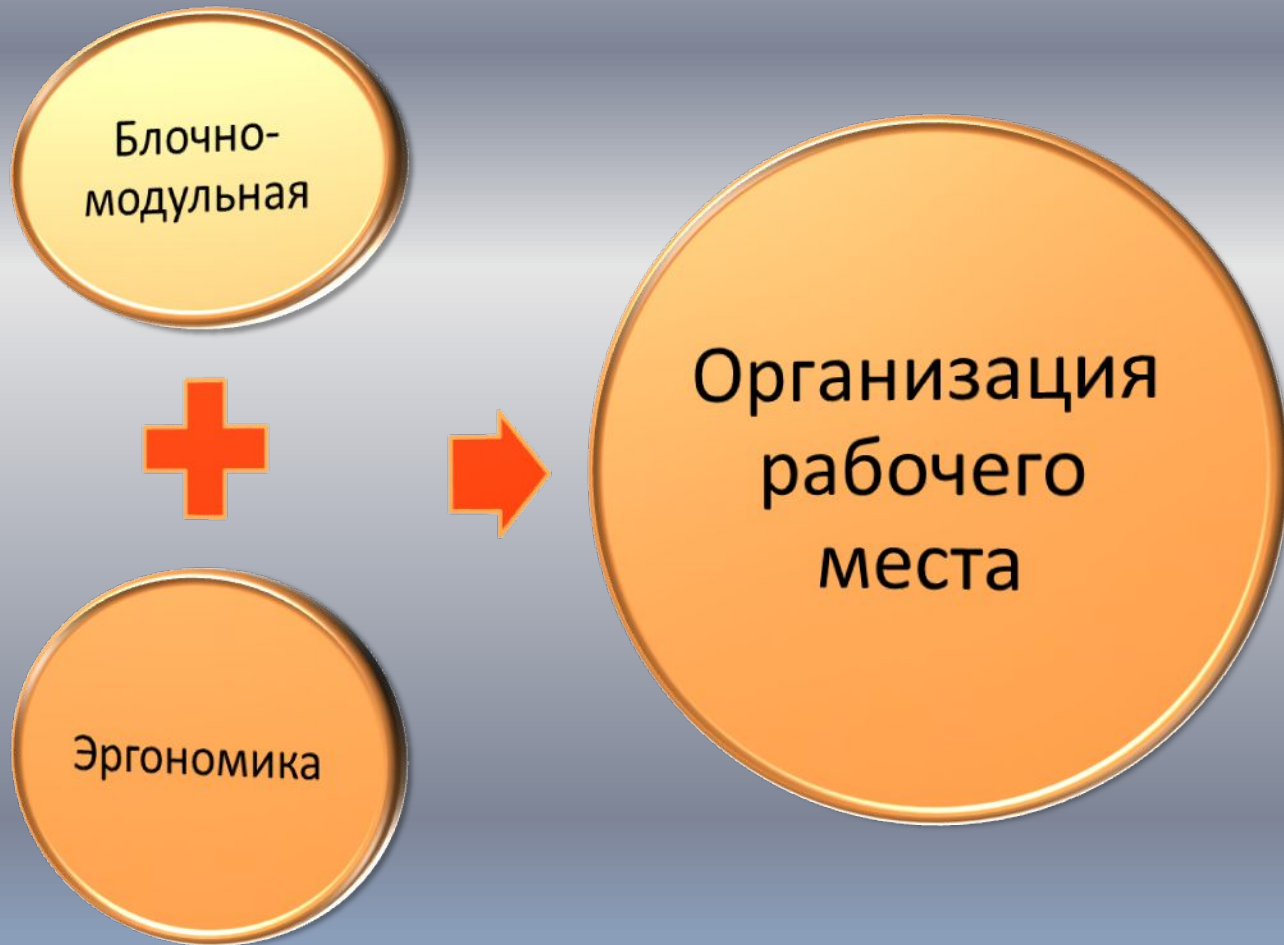 Блочно-
модульная
Эргономика
Организация
рабочего
места